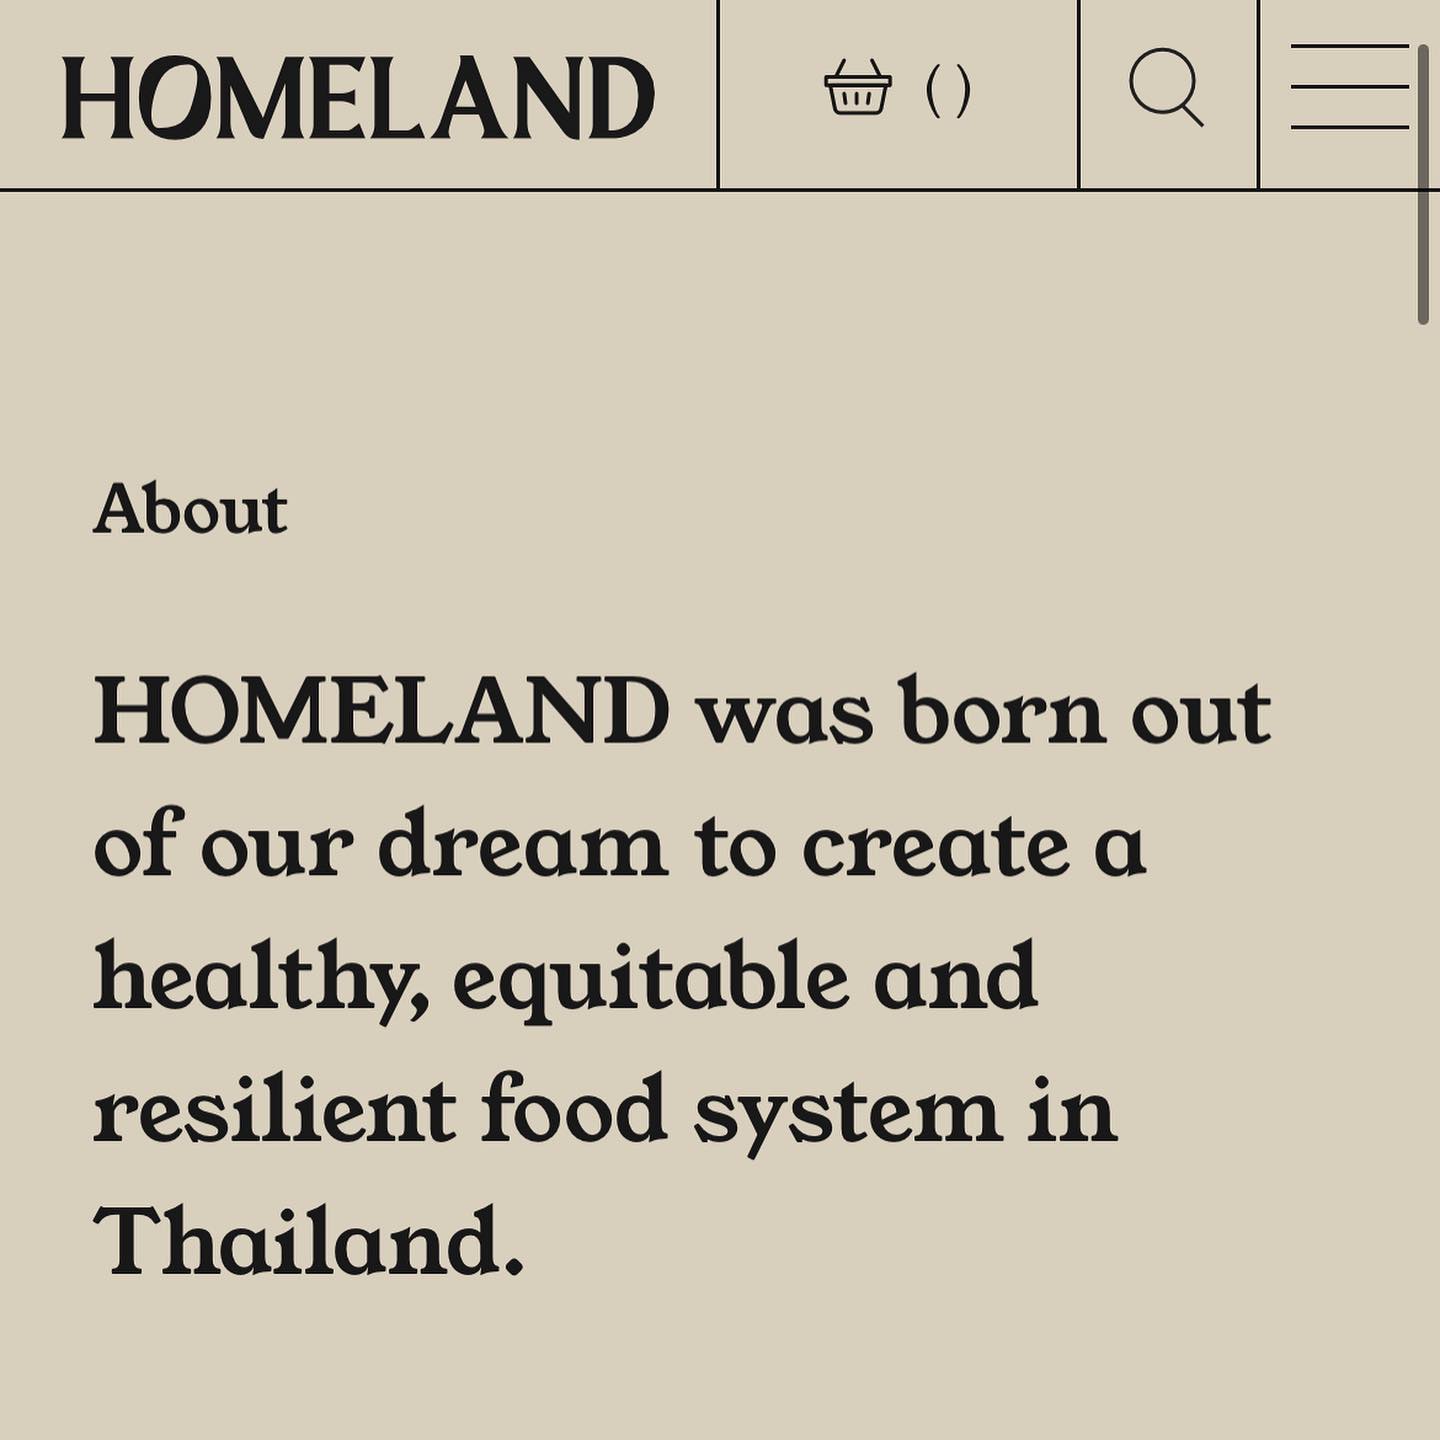 HOMELAND
()
About
HOMELAND was born out
of our dream to create a
healthy, equitable and
resilient food system in
Thailand.